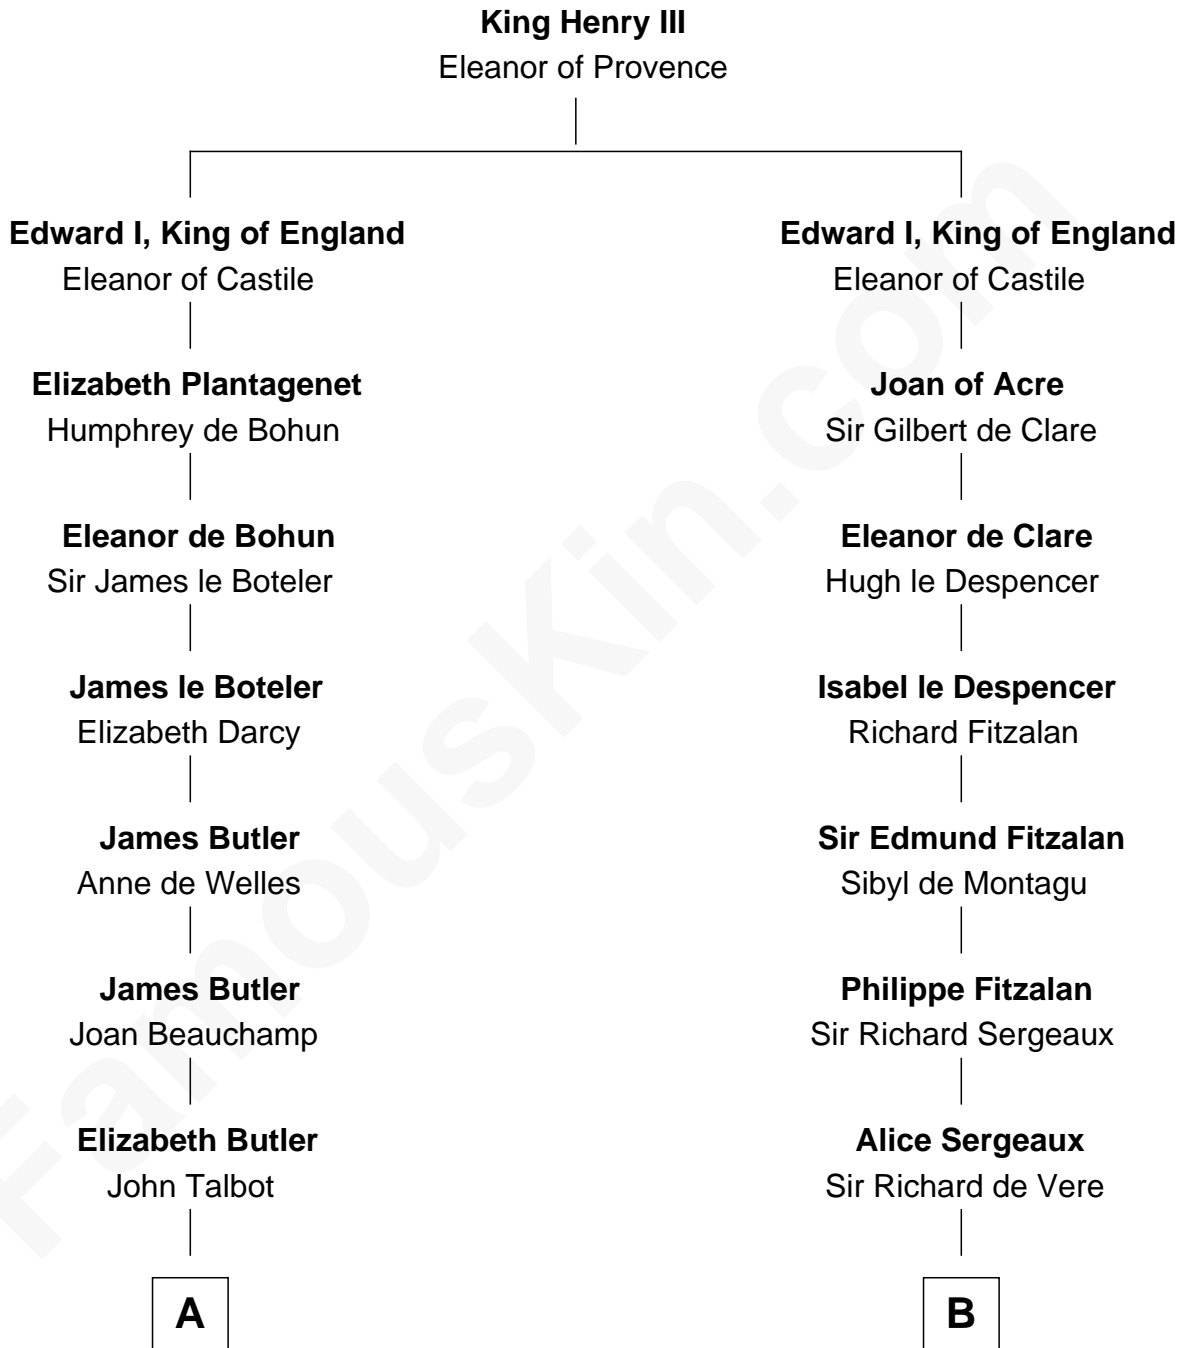 King Henry III
Eleanor of Provence
Edward I, King of England
Eleanor of Castile
Elizabeth Plantagenet
Humphrey de Bohun
Eleanor de Bohun
Sir James le Boteler
James le Boteler
Elizabeth Darcy
James Butler
Anne de Welles
James Butler
Joan Beauchamp
Elizabeth Butler
John Talbot
A
Edward I, King of England
Eleanor of Castile
Joan of Acre
Sir Gilbert de Clare
Eleanor de Clare
Hugh le Despencer
Isabel le Despencer
Richard Fitzalan
Sir Edmund Fitzalan
Sibyl de Montagu
Philippe Fitzalan
Sir Richard Sergeaux
Alice Sergeaux
Sir Richard de Vere
B
FamousKin.com